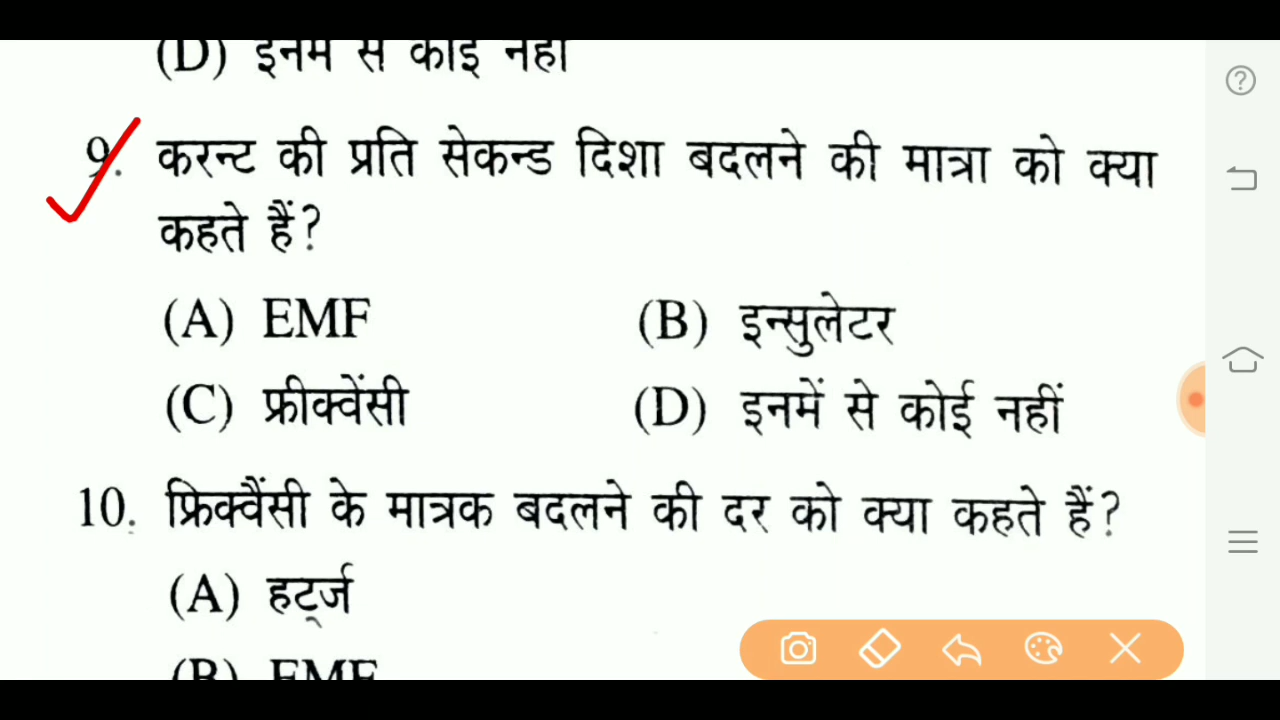 (D) इनमें से कोई नहीं
9. करन्ट की प्रति सेकन्ड दिशा बदलने की मात्रा को क्या
कहते हैं?
(A) EMF (B) इन्सुलेटर
(C) फ्रीक्वेंसी (D) इनमें से कोई नहीं
10. फ्रिक्वैंसी के मात्रक बदलने की दर को क्या कहते हैं?
(A) हर्ट्ज
(B) EMF